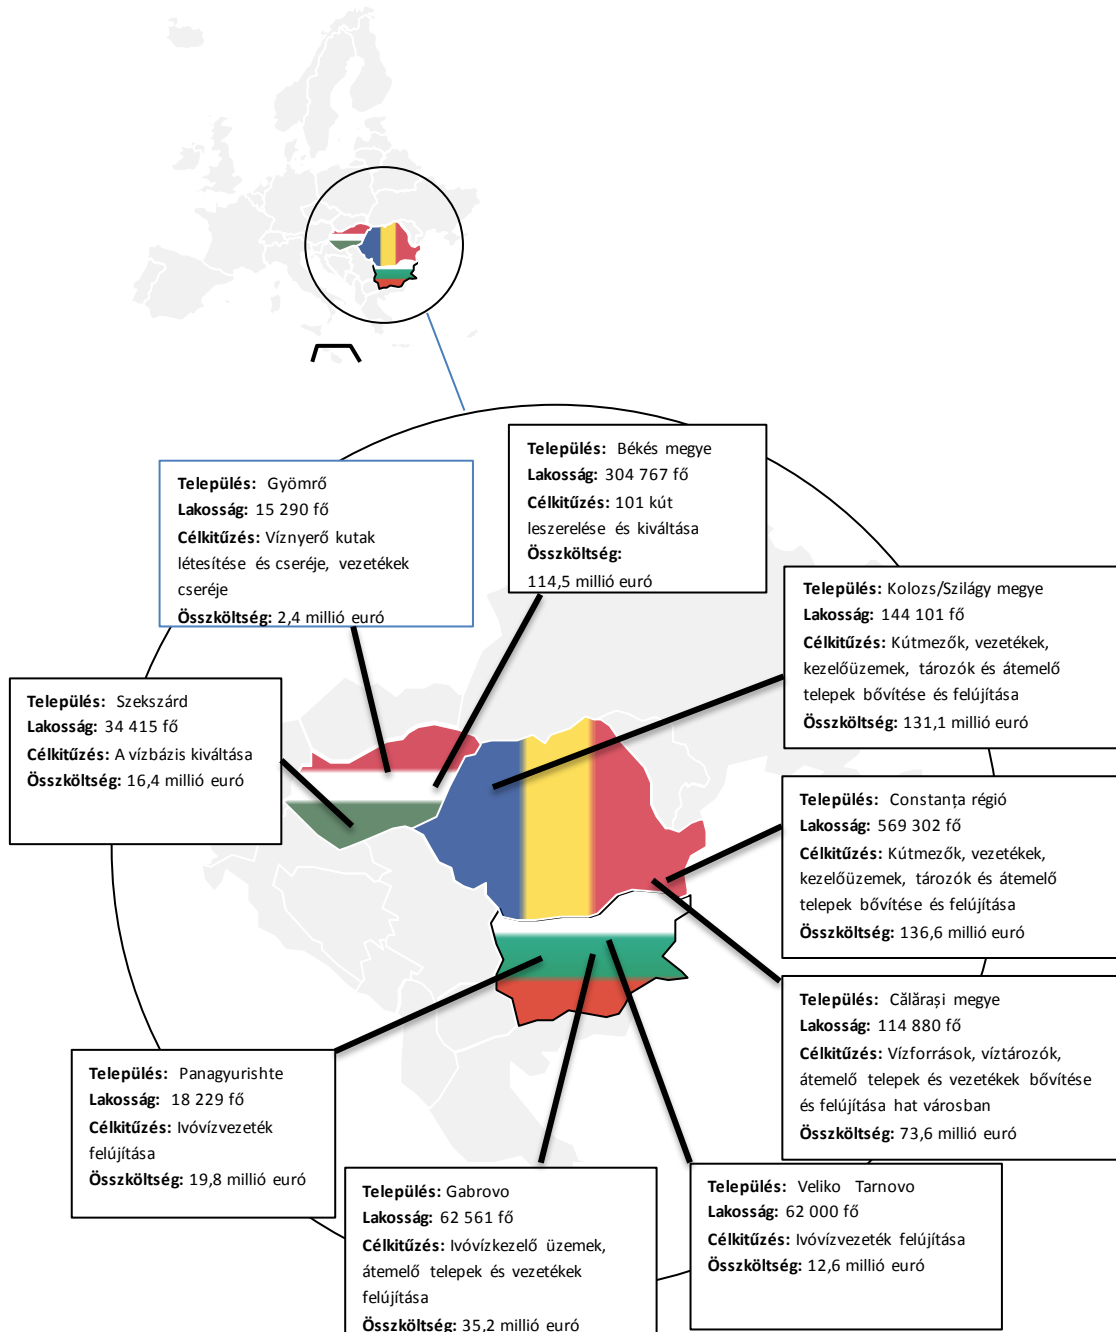 Település: Békés megye
Lakosság: 304 767 fő
Célkitűzés: 101 kút
leszerelése és kiváltása
Összköltség:
114,5 millió euró
Település: Gyömrő
Lakosság: 15 290 fő
Célkitűzés: Víznyerő kutak
létesítése és cseréje, vezetékek
cseréje
Összköltség: 2,4 millió euró
Település: Kolozs/Szilágy megye
Lakosság: 144 101 fő
Célkitűzés: Kútmezők, vezetékek,
kezelőüzemek, tározók és átemelő
telepek bővítése és felújítása
Összköltség: 131,1 millió euró
Település: Szekszárd
Lakosság: 34 415 fő
Célkitűzés: A vízbázis kiváltása
Összköltség: 16,4 millió euró
Település: Constanța régió
Lakosság: 569 302 fő
Célkitűzés: Kútmezők, vezetékek,
kezelőüzemek, tározók és átemelő
telepek bővítése és felújítása
Összköltség: 136,6 millió euró
Település: Călărași megye
Lakosság: 114 880 fő
Célkitűzés: Vízforrások, víztározók,
átemelő telepek és vezetékek bővítése
és felújítása hat városban
Összköltség: 73,6 millió euró
Település: Panagyurishte
Lakosság: 18 229 fő
Célkitűzés: Ivóvízvezeték
felújítása
Összköltség: 19,8 millió euró
Település: Gabrovo
Lakosság: 62 561 fő
Célkitűzés: Ivóvízkezelő üzemek,
átemelő telepek és vezetékek
felújítása
Összköltség: 35,2 millió euró
Település: Veliko Tarnovo
Lakosság: 62 000 fő
Célkitűzés: Ivóvízvezeték felújítása
Összköltség: 12,6 millió euró